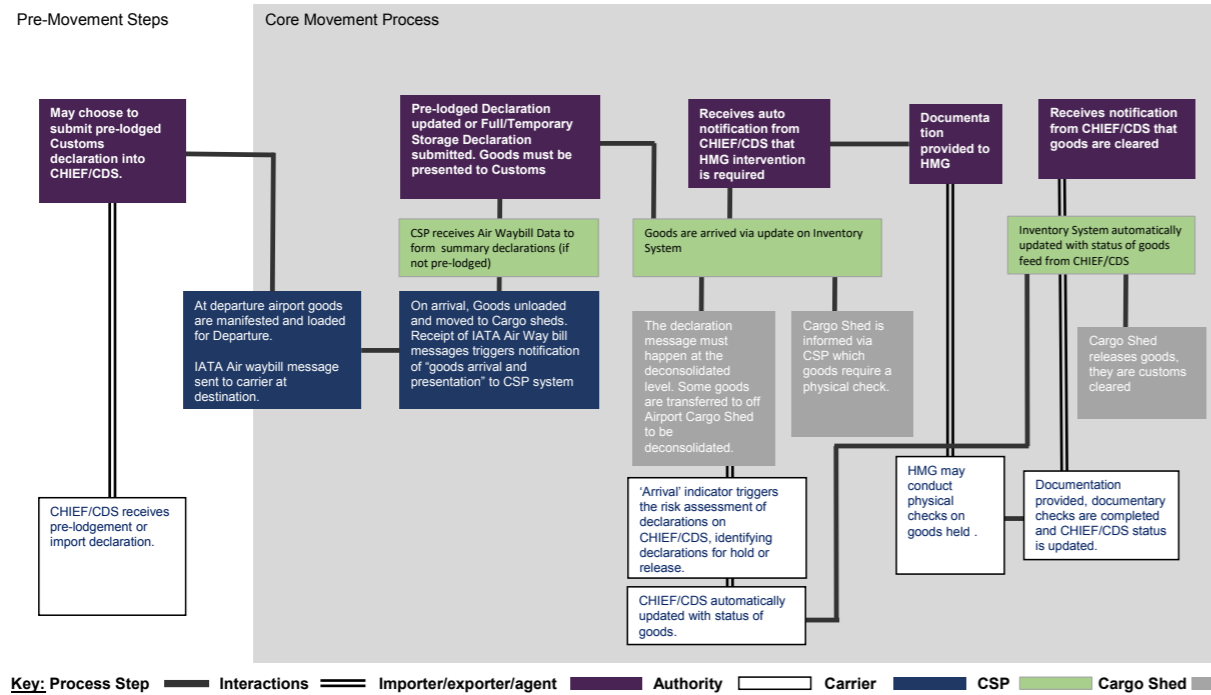 Pre-Movement Steps
Core Movement Process
May choose to
submit pre-lodged
Customs
declaration into
CHIEF/CDS.
Pre-lodged Declaration
updated or Full/Temporary
Storage Declaration
submitted. Goods must be
presented to Customs
Receives auto
notification from
CHIEF/CDS that
HMG intervention
is required
Documenta
tion
provided to
HMG
Receives notification
from CHIEF/CDS that
goods are cleared
CSP receives Air Waybill Data to
form summary declarations (if
not pre-lodged)
Goods are arrived via update on Inventory
System
Inventory System automatically
updated with status of goods
feed from CHIEF/CDS
At departure airport goods
are manifested and loaded
for Departure.
IATA Air waybill message
sent to carrier at
destination.
On arrival, Goods unloaded
and moved to Cargo sheds.
Receipt of IATA Air Way bill
messages triggers notification
of “goods arrival and
presentation” to CSP system
The declaration
message must
happen at the
deconsolidated
level. Some goods
are transferred to off
Airport Cargo Shed
to be
deconsolidated.
Cargo Shed is
informed via
CSP which
goods require a
physical check.
Cargo Shed
releases goods,
they are customs
cleared
CHIEF/CDS receives
pre-lodgement or
import declaration.
‘Arrival’ indicator triggers
the risk assessment of
declarations on
CHIEF/CDS, identifying
declarations for hold or
release.
HMG may
conduct
physical
checks on
goods held .
Documentation
provided, documentary
checks are completed
and CHIEF/CDS status
is updated.
CHIEF/CDS automatically
updated with status of
goods.
Key: Process Step Interactions Importer/exporter/agent Authority Carrier CSP Cargo Shed